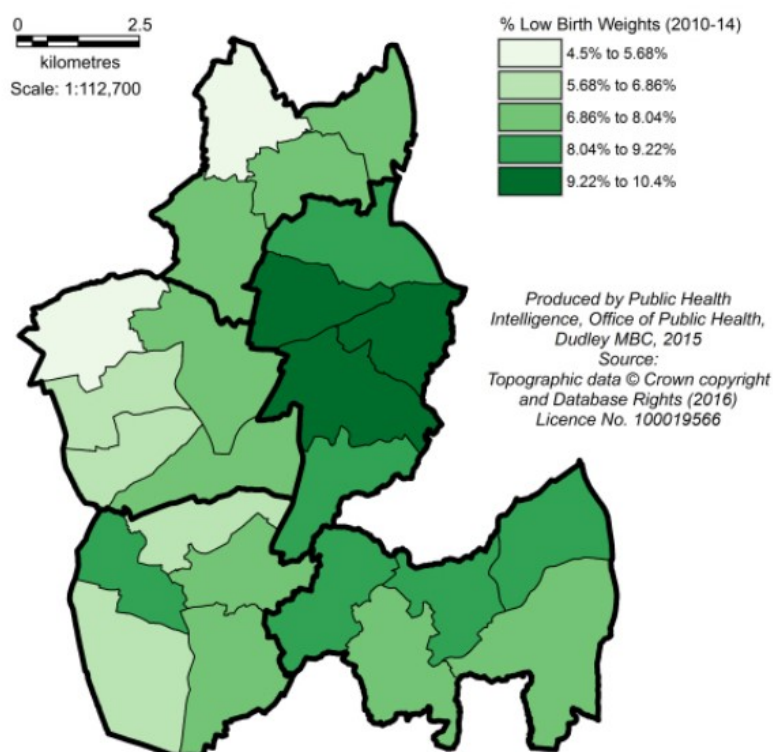 0 2.5
kilometres
Scale: 1:112,700
% Low Birth Weights (2010-14)
4.5% to 5.68%
5.68% to 6.86%
6.86% to 8.04%
8.04% to 9.22%
9.22% to 10.4%
Produced by Public Health
Intelligence, Office of Public Health,
Dudley MBC, 2015
Source:
Topographic data © Crown copyright
and Database Rights (2016)
Licence No. 100019566